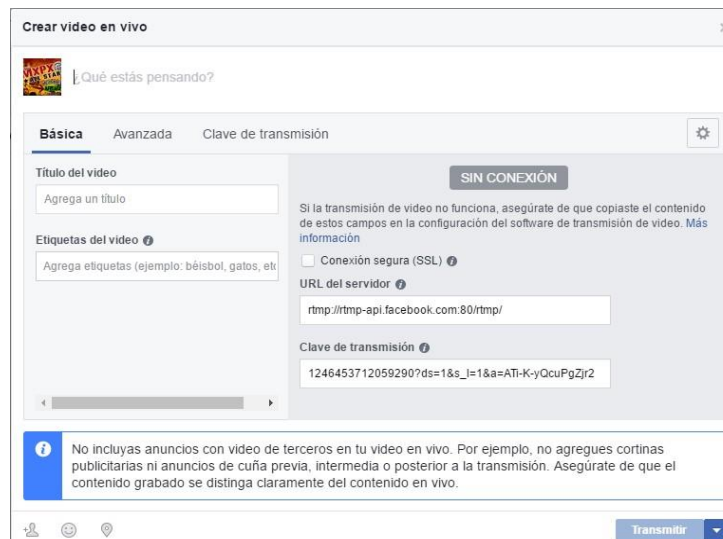 Crear video en vivo
MXPX
ALL STAR
¿Qué estás pensando?
Básica Avanzada Clave de transmisión
Título del video
Agrega un título
Etiquetas del video
Agrega etiquetas (ejemplo: béisbol, gatos, etc
SIN CONEXIÓN
Si la transmisión de video no funciona, asegúrate de que copiaste el contenido
de estos campos en la configuración del software de transmisión de video. Más
información
Conexión segura (SSL)
URL del servidor
rtmp://rtmp-api.facebook.com:80/rtmp/
Clave de transmisión
1246453712059290?ds=1&s_l=1&a=ATi-K-yQcuPgZjr2
No incluyas anuncios con video de terceros en tu video en vivo. Por ejemplo, no agregues cortinas
publicitarias ni anuncios de cuña previa, intermedia o posterior a la transmisión. Asegúrate de que el
contenido grabado se distinga claramente del contenido en vivo.
Transmitir